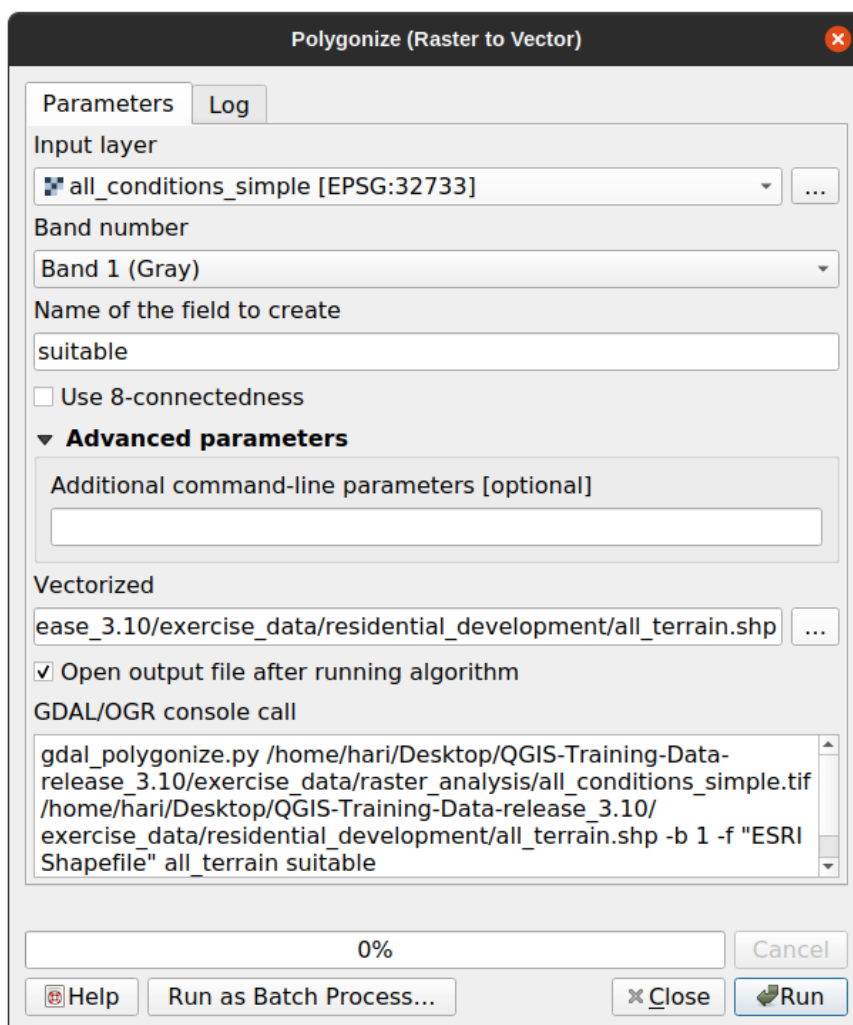 Polygonize (Raster to Vector)
Parameters
Log
Input layer
all_conditions_simple [EPSG:32733]
...
Band number
Band 1 (Gray)
Name of the field to create
suitable
Use 8-connectedness
Advanced parameters
Additional command-line parameters [optional]
Vectorized
ease_3.10/exercise_data/residential_development/all_terrain.shp
...
Open output file after running algorithm
GDAL/OGR console call
gdal_polygonize.py /home/hari/Desktop/QGIS-Training-Data-
release_3.10/exercise_data/raster_analysis/all_conditions_simple.tif
/home/hari/Desktop/QGIS-Training-Data-release_3.10/
exercise_data/residential_development/all_terrain.shp -b 1 -f "ESRI
Shapefile" all_terrain suitable
0%
Cancel
Help
Run as Batch Process...
Close
Run